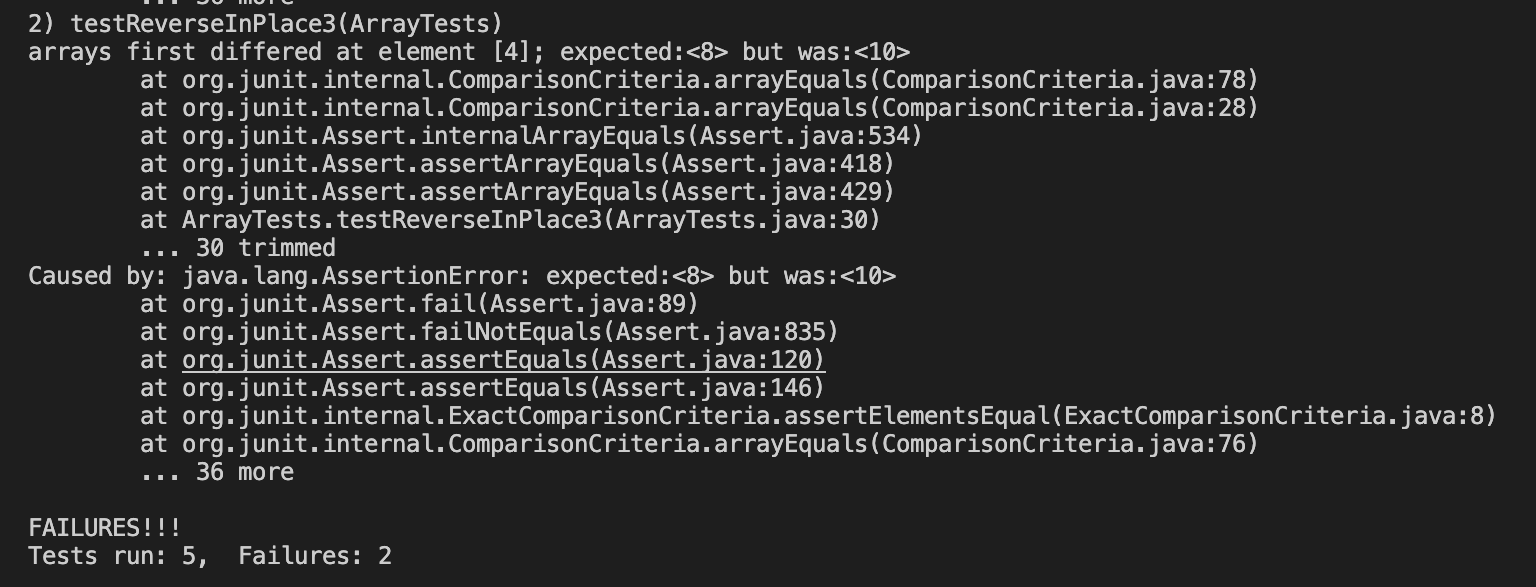 ... 36 more
2) testReverseInPlace3(ArrayTests)
arrays first differed at element [4]; expected:<8> but was:<10>
        at org.junit.internal.ComparisonCriteria.arrayEquals(ComparisonCriteria.java:78)
        at org.junit.internal.ComparisonCriteria.arrayEquals(ComparisonCriteria.java:28)
        at org.junit.Assert.internalArrayEquals(Assert.java:534)
        at org.junit.Assert.assertArrayEquals(Assert.java:418)
        at org.junit.Assert.assertArrayEquals(Assert.java:429)
        at ArrayTests.testReverseInPlace3(ArrayTests.java:30)
        ... 30 trimmed
Caused by: java.lang.AssertionError: expected:<8> but was:<10>
        at org.junit.Assert.fail(Assert.java:89)
        at org.junit.Assert.failNotEquals(Assert.java:835)
        at org.junit.Assert.assertEquals(Assert.java:120)
        at org.junit.Assert.assertEquals(Assert.java:146)
        at org.junit.internal.ExactComparisonCriteria.assertElementsEqual(ExactComparisonCriteria.java:8)
        at org.junit.internal.ComparisonCriteria.arrayEquals(ComparisonCriteria.java:76)
        ... 36 more

FAILURES!!!
Tests run: 5,  Failures: 2